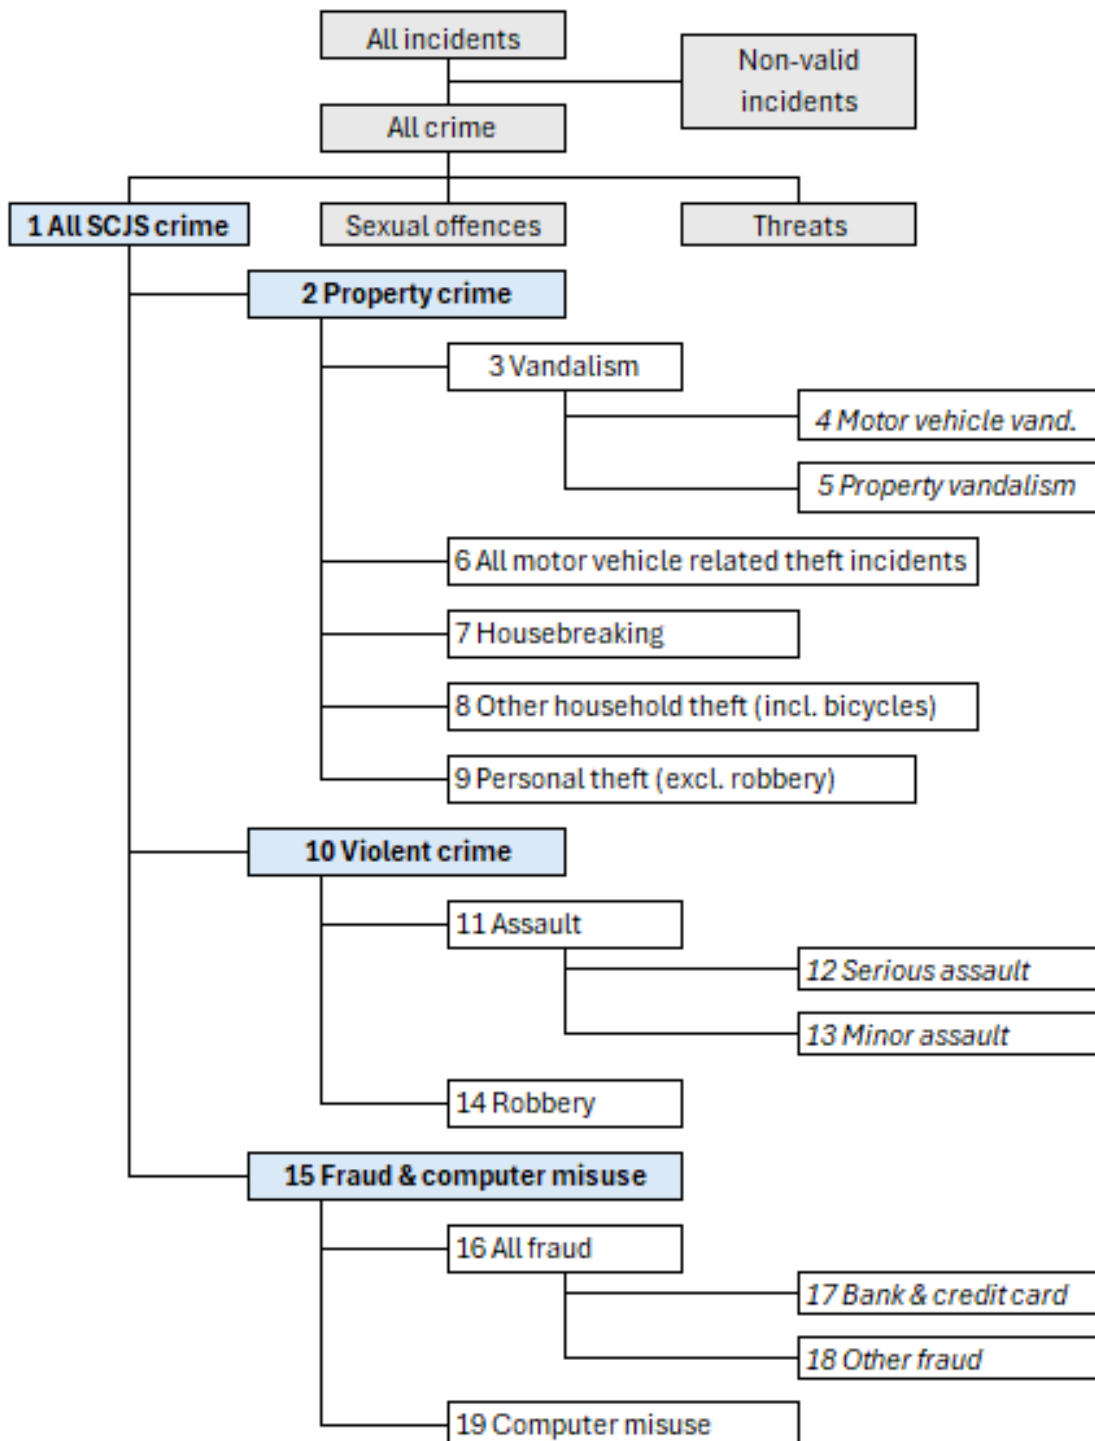 All incidents
Non-valid
incidents
All crime
1 All SCJS crime
Sexual offences
Threats
2 Property crime
3 Vandalism
4 Motor vehicle vand.
5 Property vandalism
6 All motor vehicle related theft incidents
7 Housebreaking
8 Other household theft (incl. bicycles)
9 Personal theft (excl. robbery)
10 Violent crime
11 Assault
12 Serious assault
13 Minor assault
14 Robbery
15 Fraud & computer misuse
16 All fraud
17 Bank & credit card
18 Other fraud
19 Computer misuse